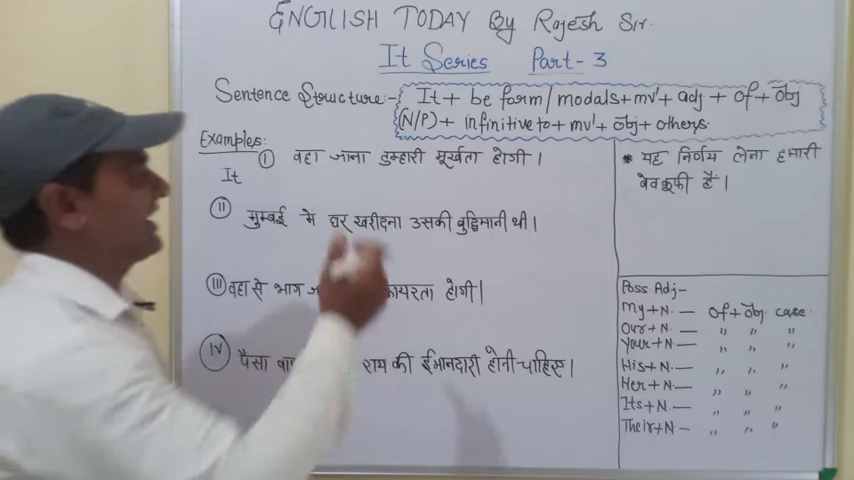 ENGLISH TODAY By Rajesh Sir.
It Series Part-3
Sentence Structure:- It + be form/modals+mv¹+ adj + of + obj
(N/P)+ infinitive to + mv¹+ obj + others.
Examples:
It
(I) वहा जाना तुम्हारी मूर्खता होगी।
(II) मुम्बई में घर खरीदना उसकी बुद्धिमानी थी।
(III) वहा से भाग कायरता होगी|
(IV) पैसा राम की ईमानदारी होनी चाहिए।
* यह निर्णय लेना हमारी
बेवकूफी है।
Poss. Adj-
My+N. — of+obj. case.
Our+N. — " " "
Your+N. — " " "
His+N. — " " "
Her+N. — " " "
Its+N. — " " "
Their+N. — " " "